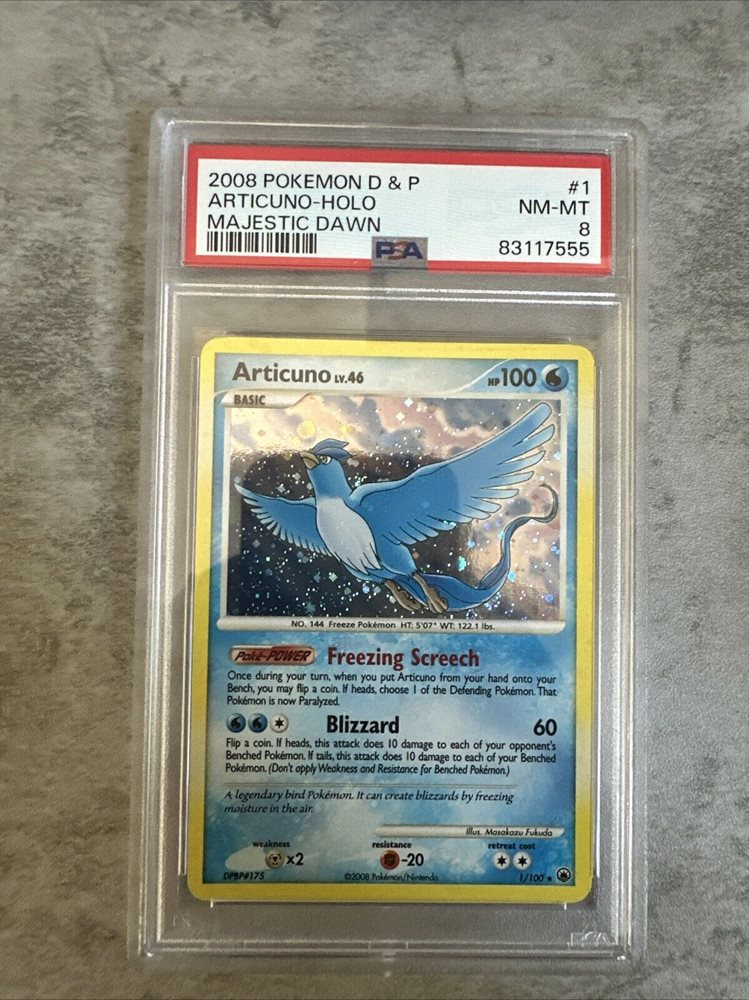 2008 POKEMON D & P #1
ARTICUNO-HOLO NM-MT
MAJESTIC DAWN 8
PSA 83117555
Articuno LV.46 HP 100
BASIC
NO. 144 Freeze Pokémon HT: 5'07" WT: 122.1 lbs.
Poké-POWER Freezing Screech
Once during your turn, when you put Articuno from your hand onto your
Bench, you may flip a coin. If heads, choose 1 of the Defending Pokémon. That
Pokémon is now Paralyzed.
Blizzard 60
Flip a coin. If heads, this attack does 10 damage to each of your opponent's
Benched Pokémon. If tails, this attack does 10 damage to each of your Benched
Pokémon. (Don't apply Weakness and Resistance for Benched Pokémon.)
A legendary bird Pokémon. It can create blizzards by freezing
moisture in the air.
Illus. Masakazu Fukuda
weakness resistance retreat cost
x2 -20
DPBP#175 ©2008 Pokémon/Nintendo 1/100 ★
PSA